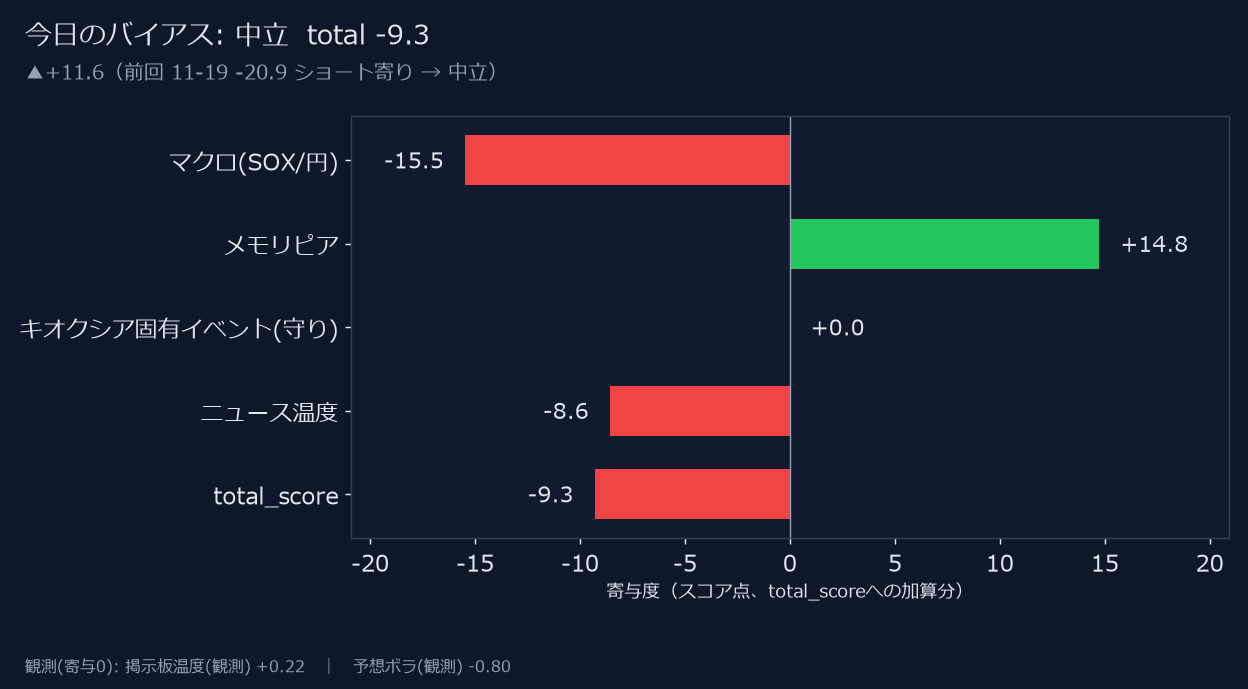 今日のバイアス: 中立 total -9.3
▲+11.6（前回 11-19 -20.9 ショート寄り → 中立）
マクロ(SOX/円)
-15.5
メモリピア
+14.8
キオクシア固有イベント(守り)
+0.0
ニュース温度
-8.6
total_score
-9.3
-20 -15 -10 -5 0 5 10 15 20
寄与度（スコア点、total_scoreへの加算分）
観測(寄与0): 掲示板温度(観測) +0.22 | 予想ボラ(観測) -0.80